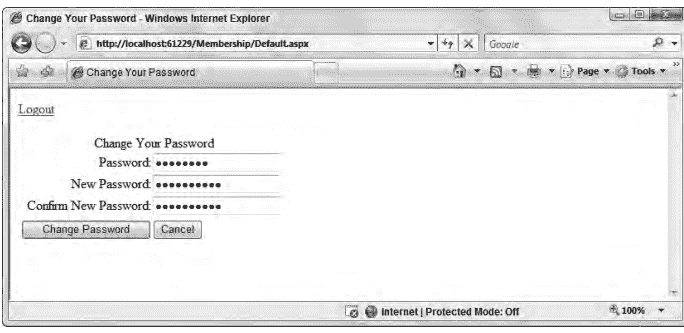 Change Your Password - Windows Internet Explorer
http://localhost:61229/Membership/Default.aspx
Google
Change Your Password
Page
Tools
Logout
Change Your Password
Password:
New Password:
Confirm New Password:
Change Password
Cancel
Internet | Protected Mode: Off
100%